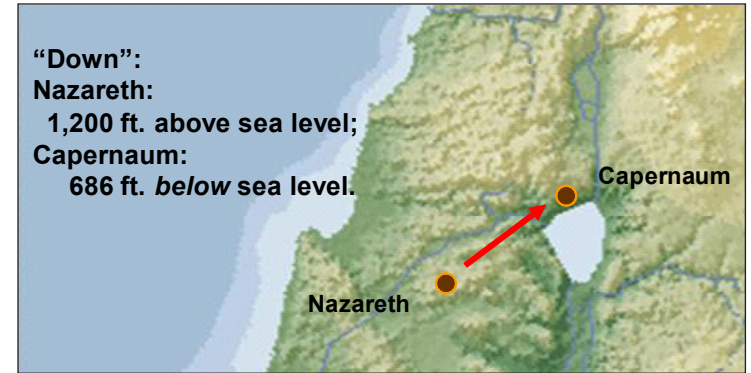 “Down”:
Nazareth:
1,200 ft. above sea level;
Capernaum:
686 ft. below sea level.
Capernaum
Nazareth